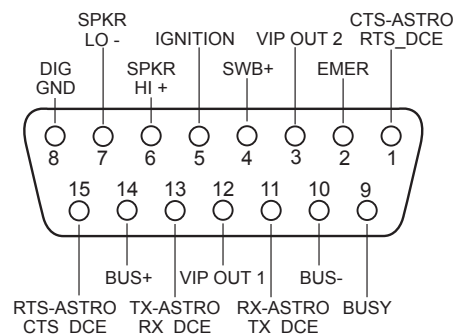 SPKR LO -
IGNITION
VIP OUT 2
CTS-ASTRO RTS_DCE
DIG GND
SPKR HI +
SWB+
EMER
8 7 6 5 4 3 2 1
15 14 13 12 11 10 9
BUS+
VIP OUT 1
BUS-
RTS-ASTRO CTS_DCE
TX-ASTRO RX_DCE
RX-ASTRO TX_DCE
BUSY